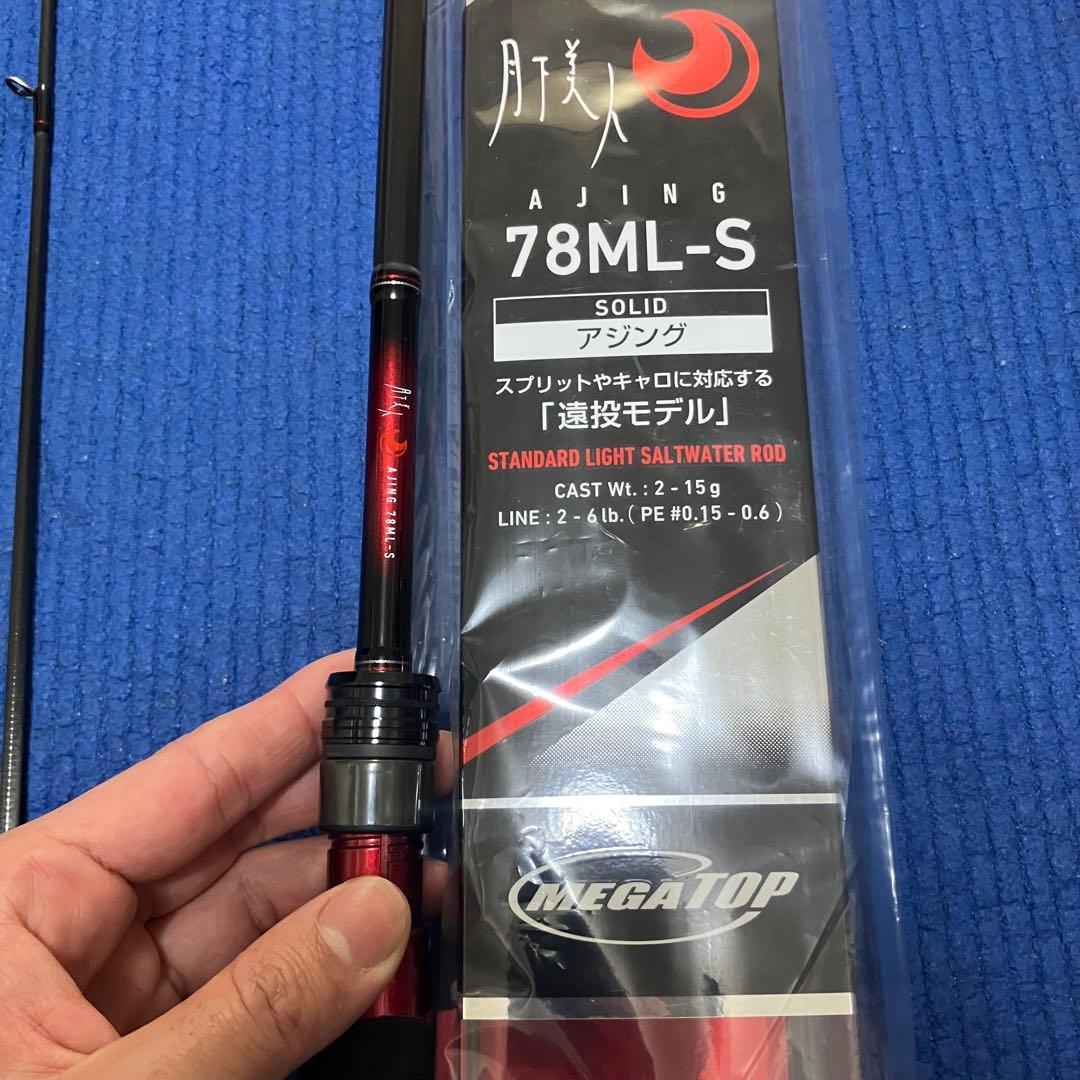 月下美人
AJING
78ML-S
SOLID
アジング
スプリットやキャロに対応する
「遠投モデル」
STANDARD LIGHT SALTWATER ROD
CAST Wt. : 2 - 15g
LINE : 2 - 6lb. ( PE #0.15 - 0.6 )
MEGATOP
月下美人
AJING 78ML-S